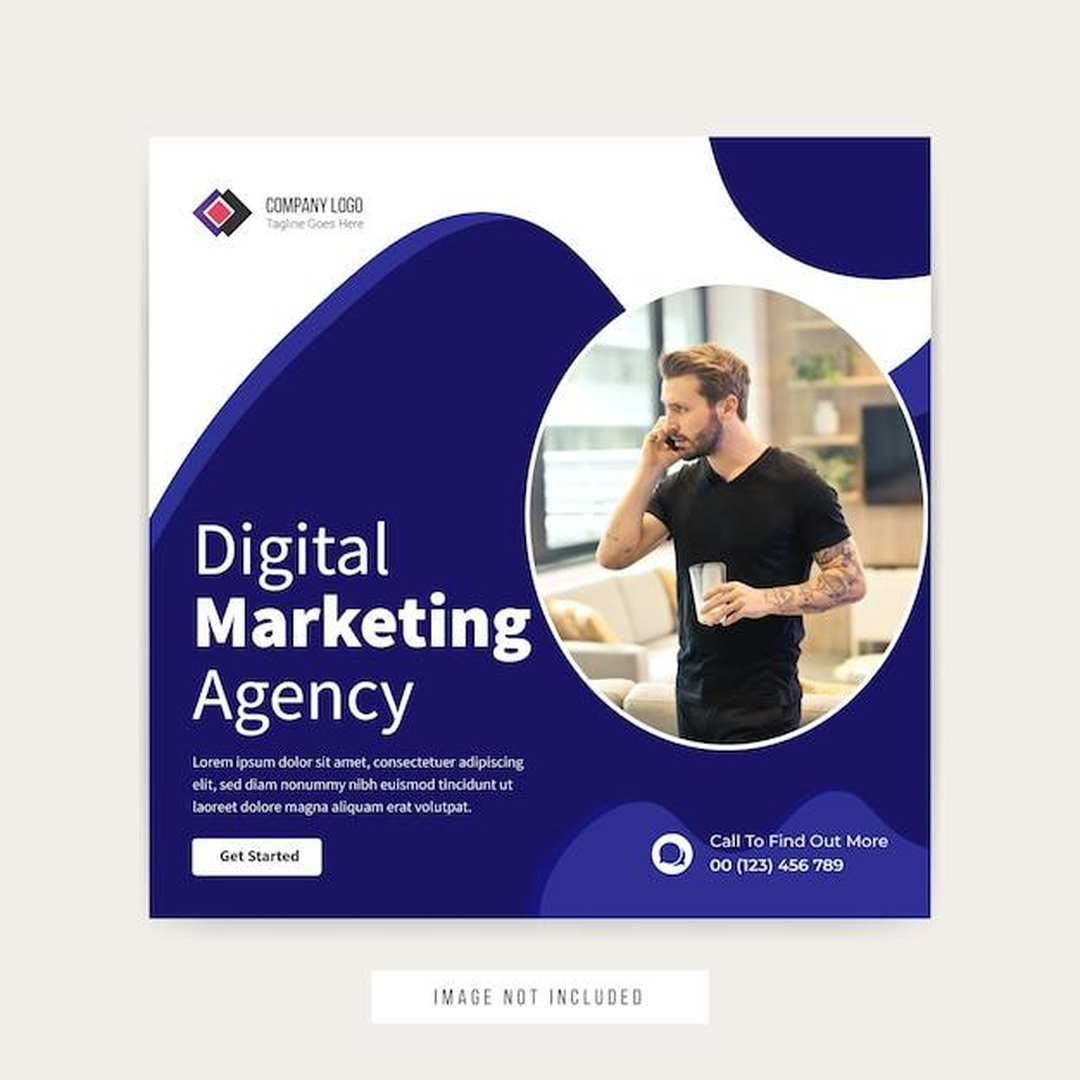 COMPANY LOGO
Tagline Goes Here
Digital
Marketing
Agency
Lorem ipsum dolor sit amet, consectetuer adipiscing
elit, sed diam nonummy nibh euismod tincidunt ut
laoreet dolore magna aliquam erat volutpat.
Get Started
Call To Find Out More
00 (123) 456 789
IMAGE NOT INCLUDED